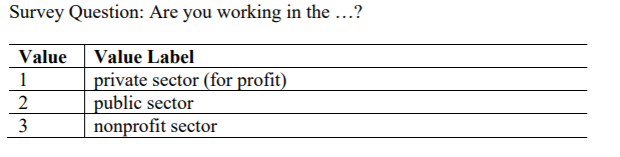 Survey Question: Are you working in the …?
Value Value Label
1 private sector (for profit)
2 public sector
3 nonprofit sector